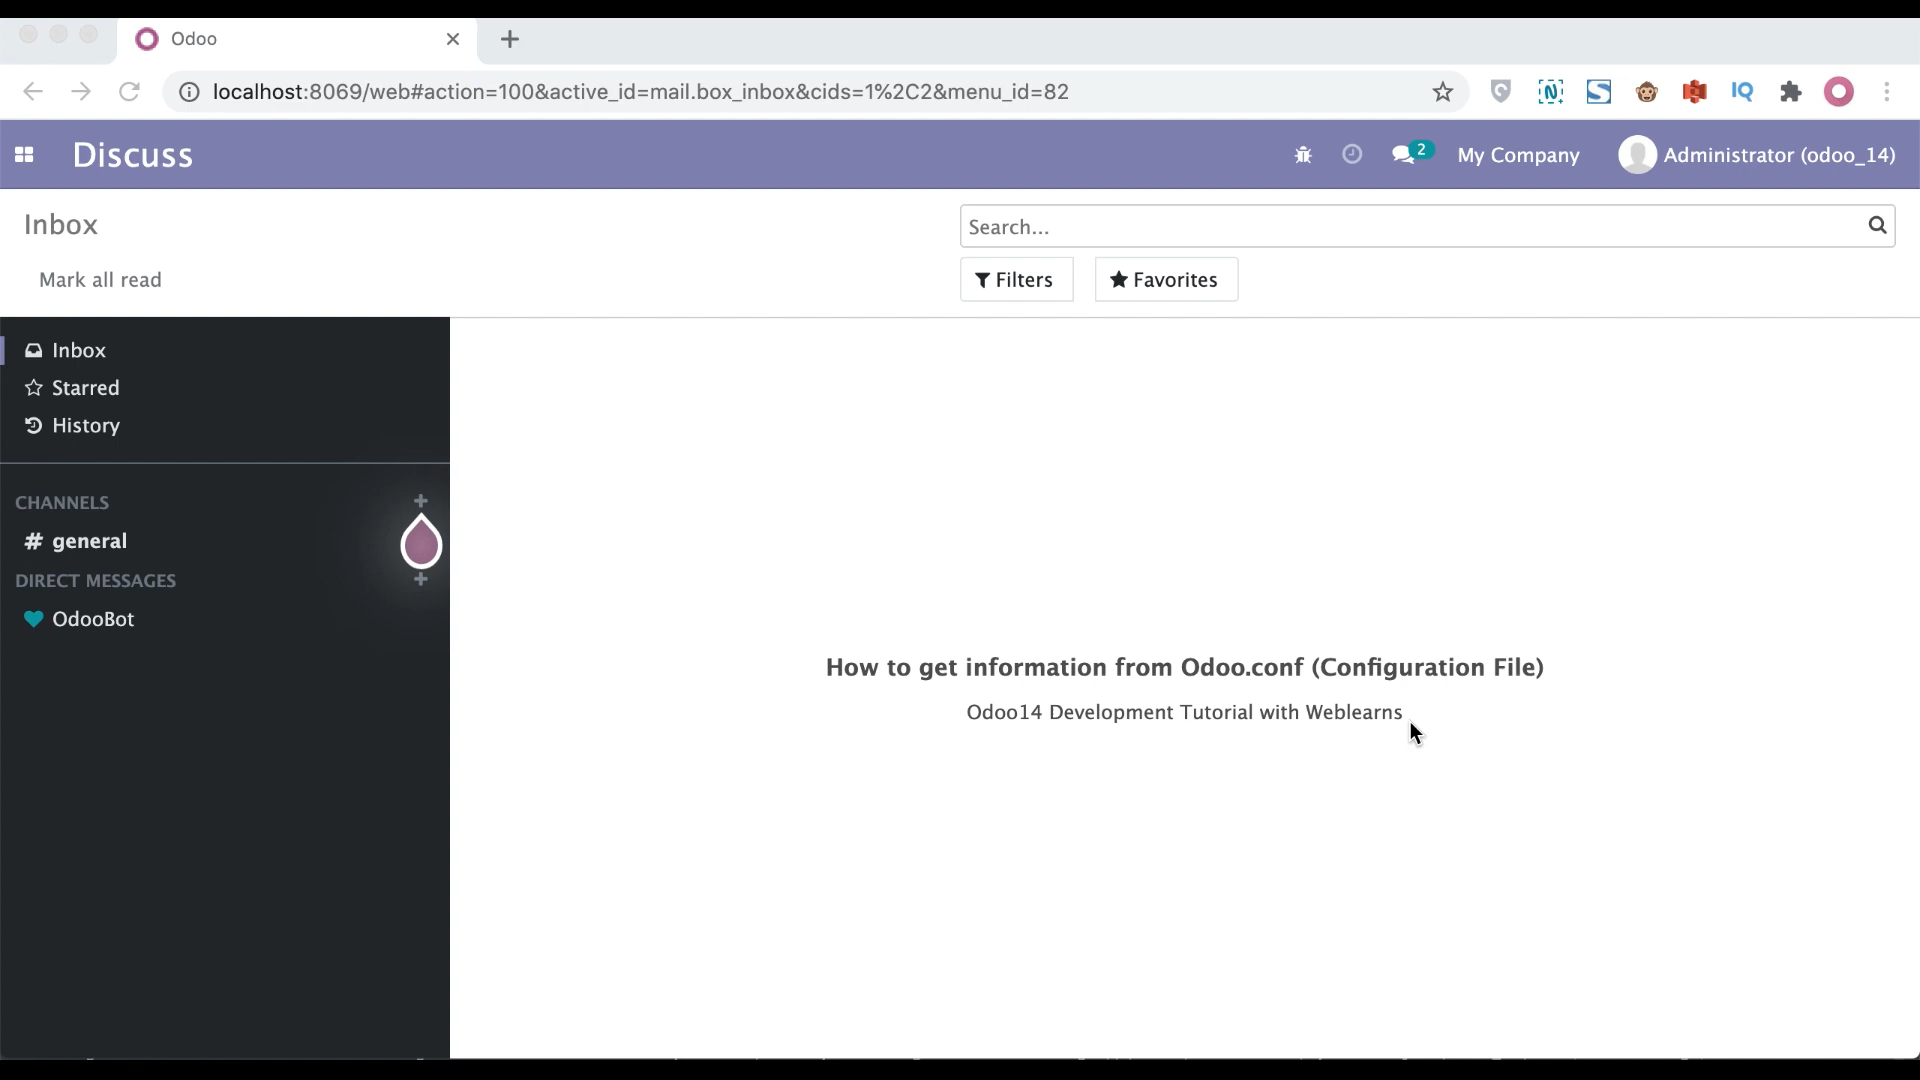 Odoo
localhost:8069/web#action=100&active_id=mail.box_inbox&cids=1%2C2&menu_id=82
IQ
Discuss
2
My Company
Administrator (odoo_14)
Inbox
Search...
Mark all read
Filters
Favorites
Inbox
Starred
History
CHANNELS
# general
DIRECT MESSAGES
OdooBot
How to get information from Odoo.conf (Configuration File)
Odoo14 Development Tutorial with Weblearns